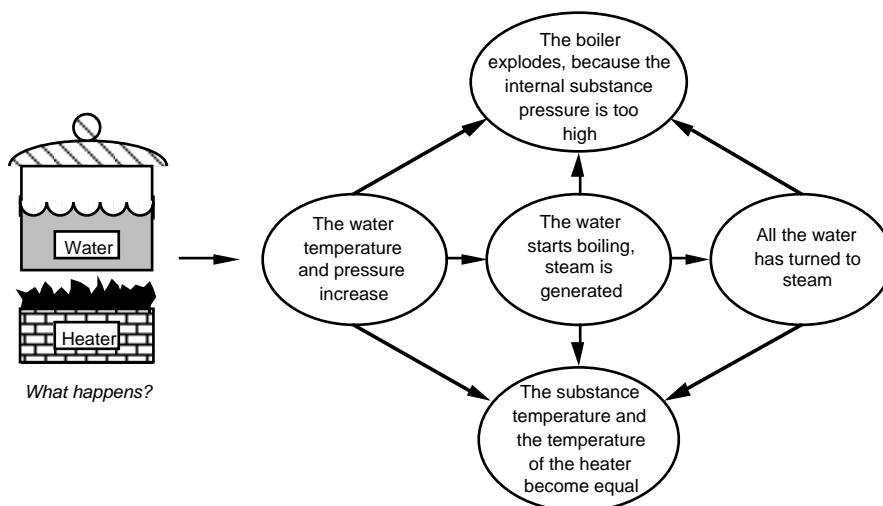 The boiler
explodes, because the
internal substance
pressure is too
high
Water
Heater
What happens?
The water
temperature
and pressure
increase
The water
starts boiling,
steam is
generated
All the water
has turned to
steam
The substance
temperature and
the temperature
of the heater
become equal